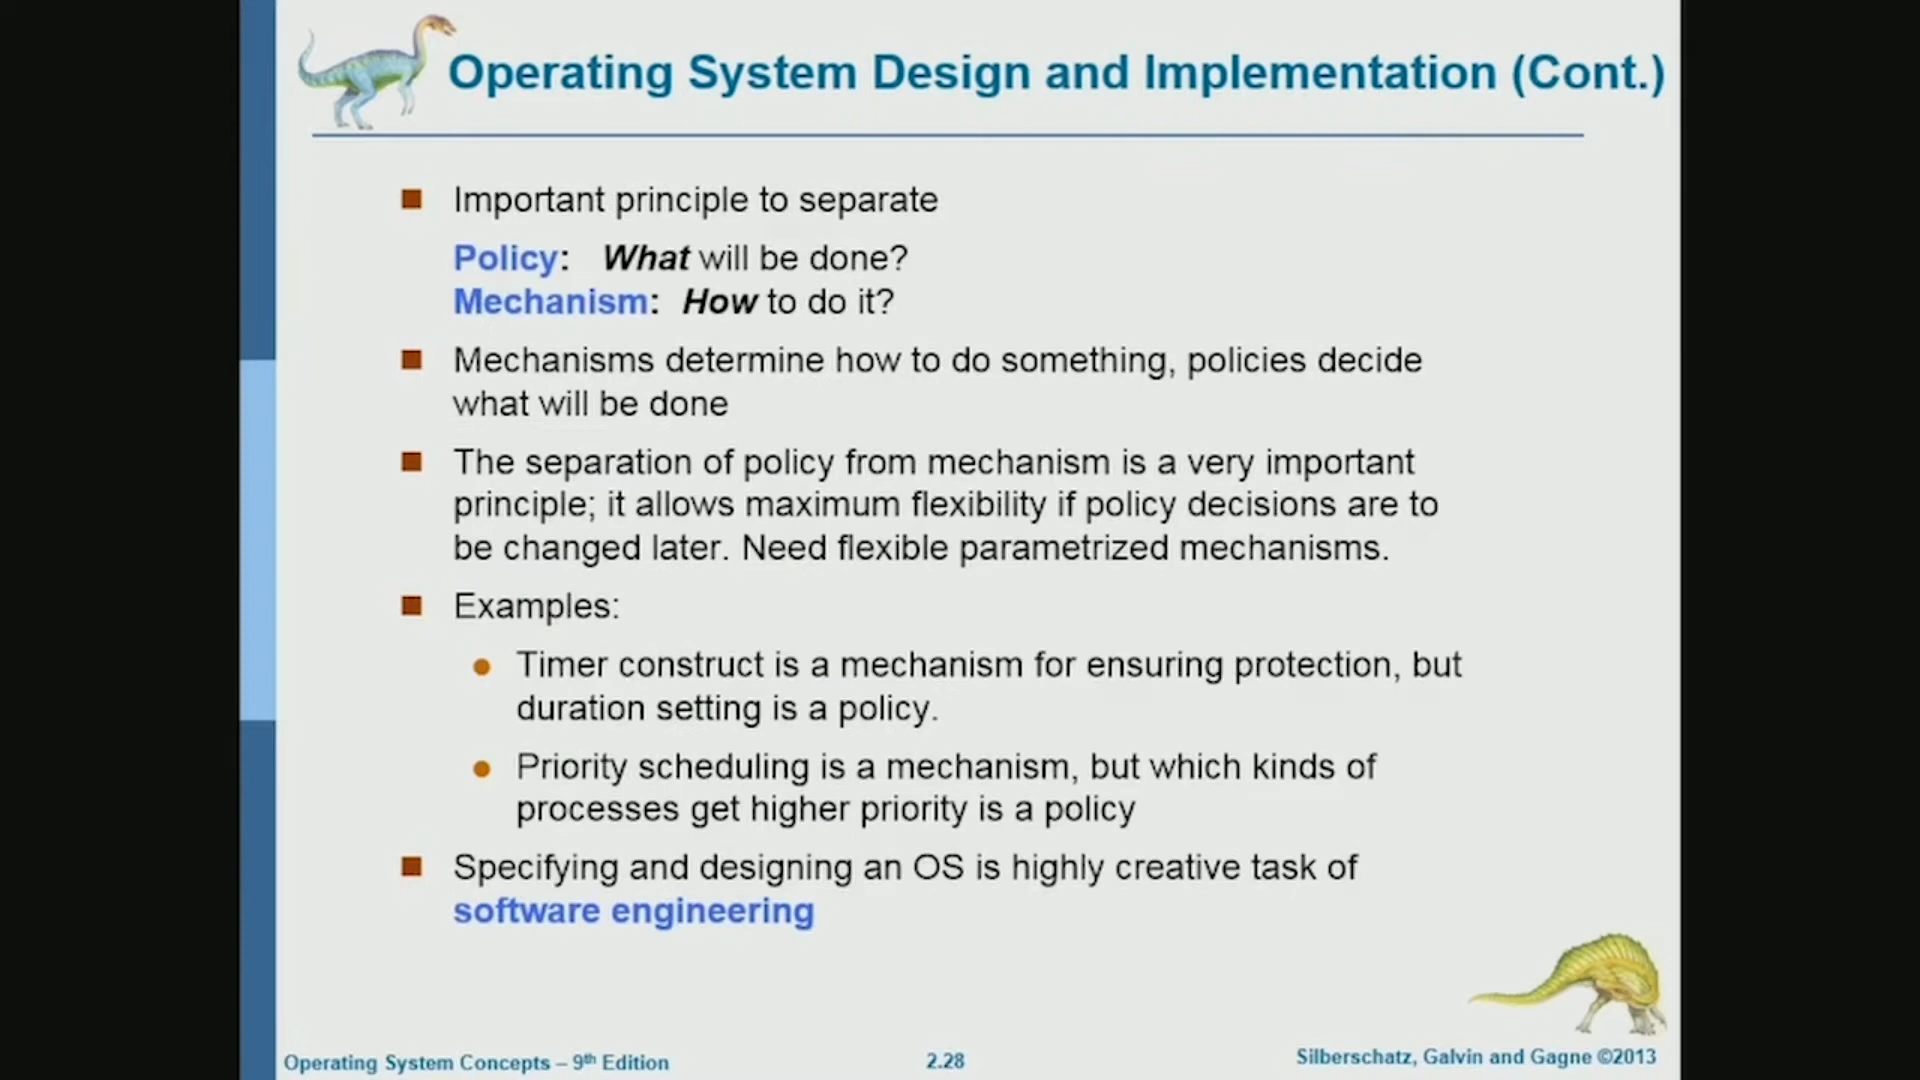 Operating System Design and Implementation (Cont.)
Important principle to separate
Policy: What will be done?
Mechanism: How to do it?
Mechanisms determine how to do something, policies decide
what will be done
The separation of policy from mechanism is a very important
principle; it allows maximum flexibility if policy decisions are to
be changed later. Need flexible parametrized mechanisms.
Examples:
Timer construct is a mechanism for ensuring protection, but
duration setting is a policy.
Priority scheduling is a mechanism, but which kinds of
processes get higher priority is a policy
Specifying and designing an OS is highly creative task of
software engineering
Operating System Concepts – 9th Edition
2.28
Silberschatz, Galvin and Gagne ©2013